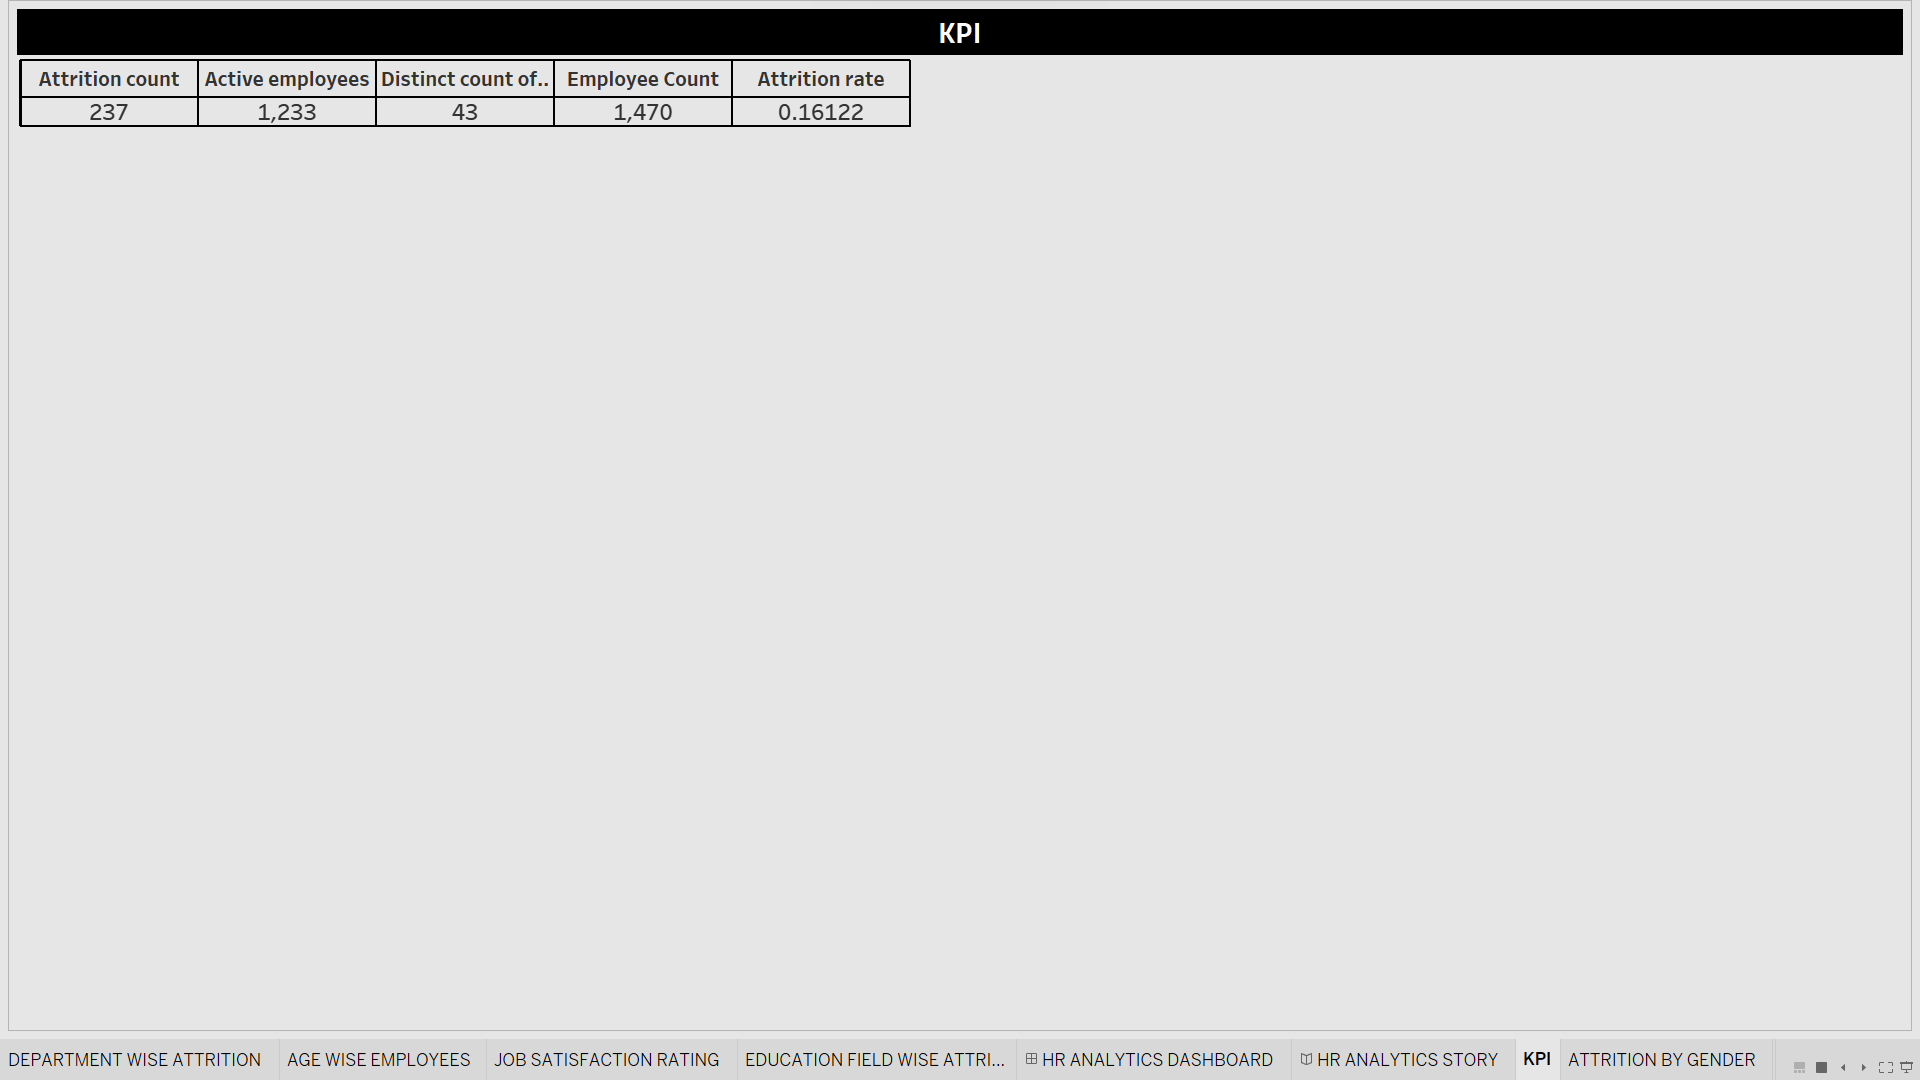 KPI
Attrition count Active employees Distinct count of.. Employee Count Attrition rate
237 1,233 43 1,470 0.16122
DEPARTMENT WISE ATTRITION AGE WISE EMPLOYEES JOB SATISFACTION RATING EDUCATION FIELD WISE ATTRI... HR ANALYTICS DASHBOARD HR ANALYTICS STORY KPI ATTRITION BY GENDER